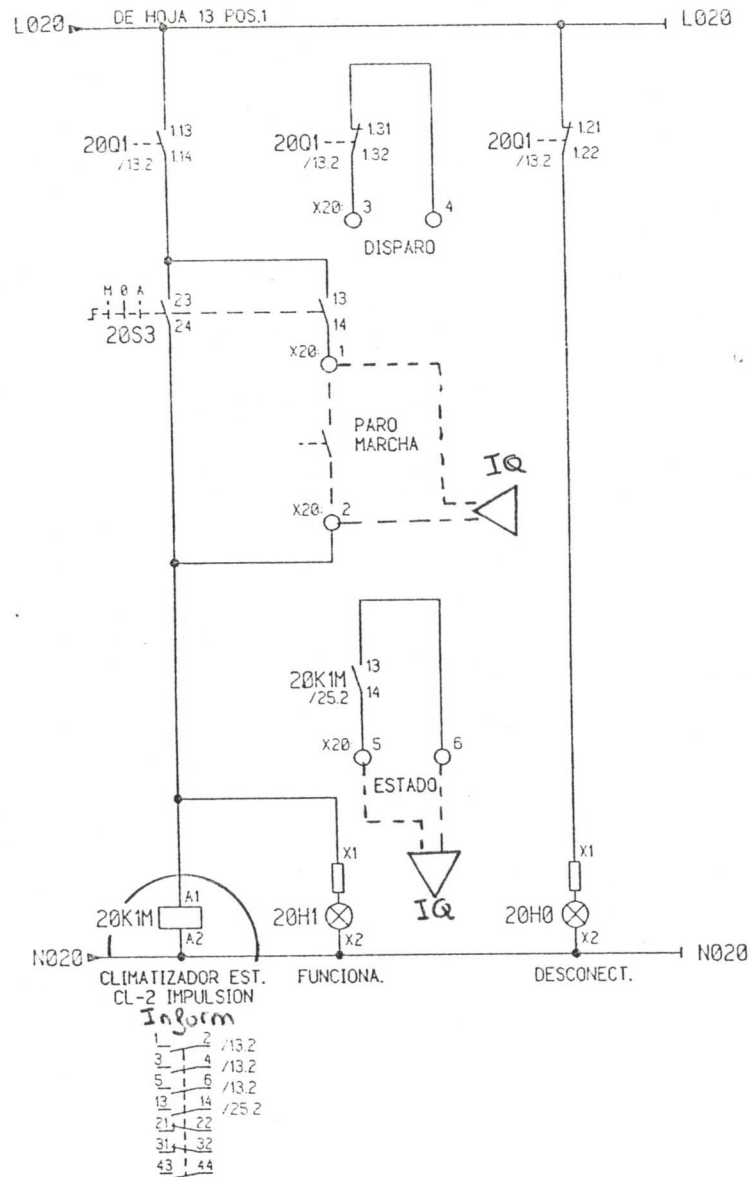 DE HOJA 13 POS.1
L020 L020
1.13 1.31 1.21
20Q1 20Q1 20Q1
/13.2 1.14 /13.2 1.32 /13.2 1.22
X20: 3 4
DISPARO
M 0 A 23 13
24 14
20S3
X20: 1
PARO
MARCHA
IQ
X20: 2
13
20K1M
/25.2 14
X20: 5 6
ESTADO
X1 X1
A1
20K1M 20H1 IQ 20H0
A2 X2 X2
N020 N020
CLIMATIZADOR EST. FUNCIONA. DESCONECT.
CL-2 IMPULSION
Inform
1 2 /13.2
3 4 /13.2
5 6 /13.2
13 14 /25.2
21 22
31 32
43 44